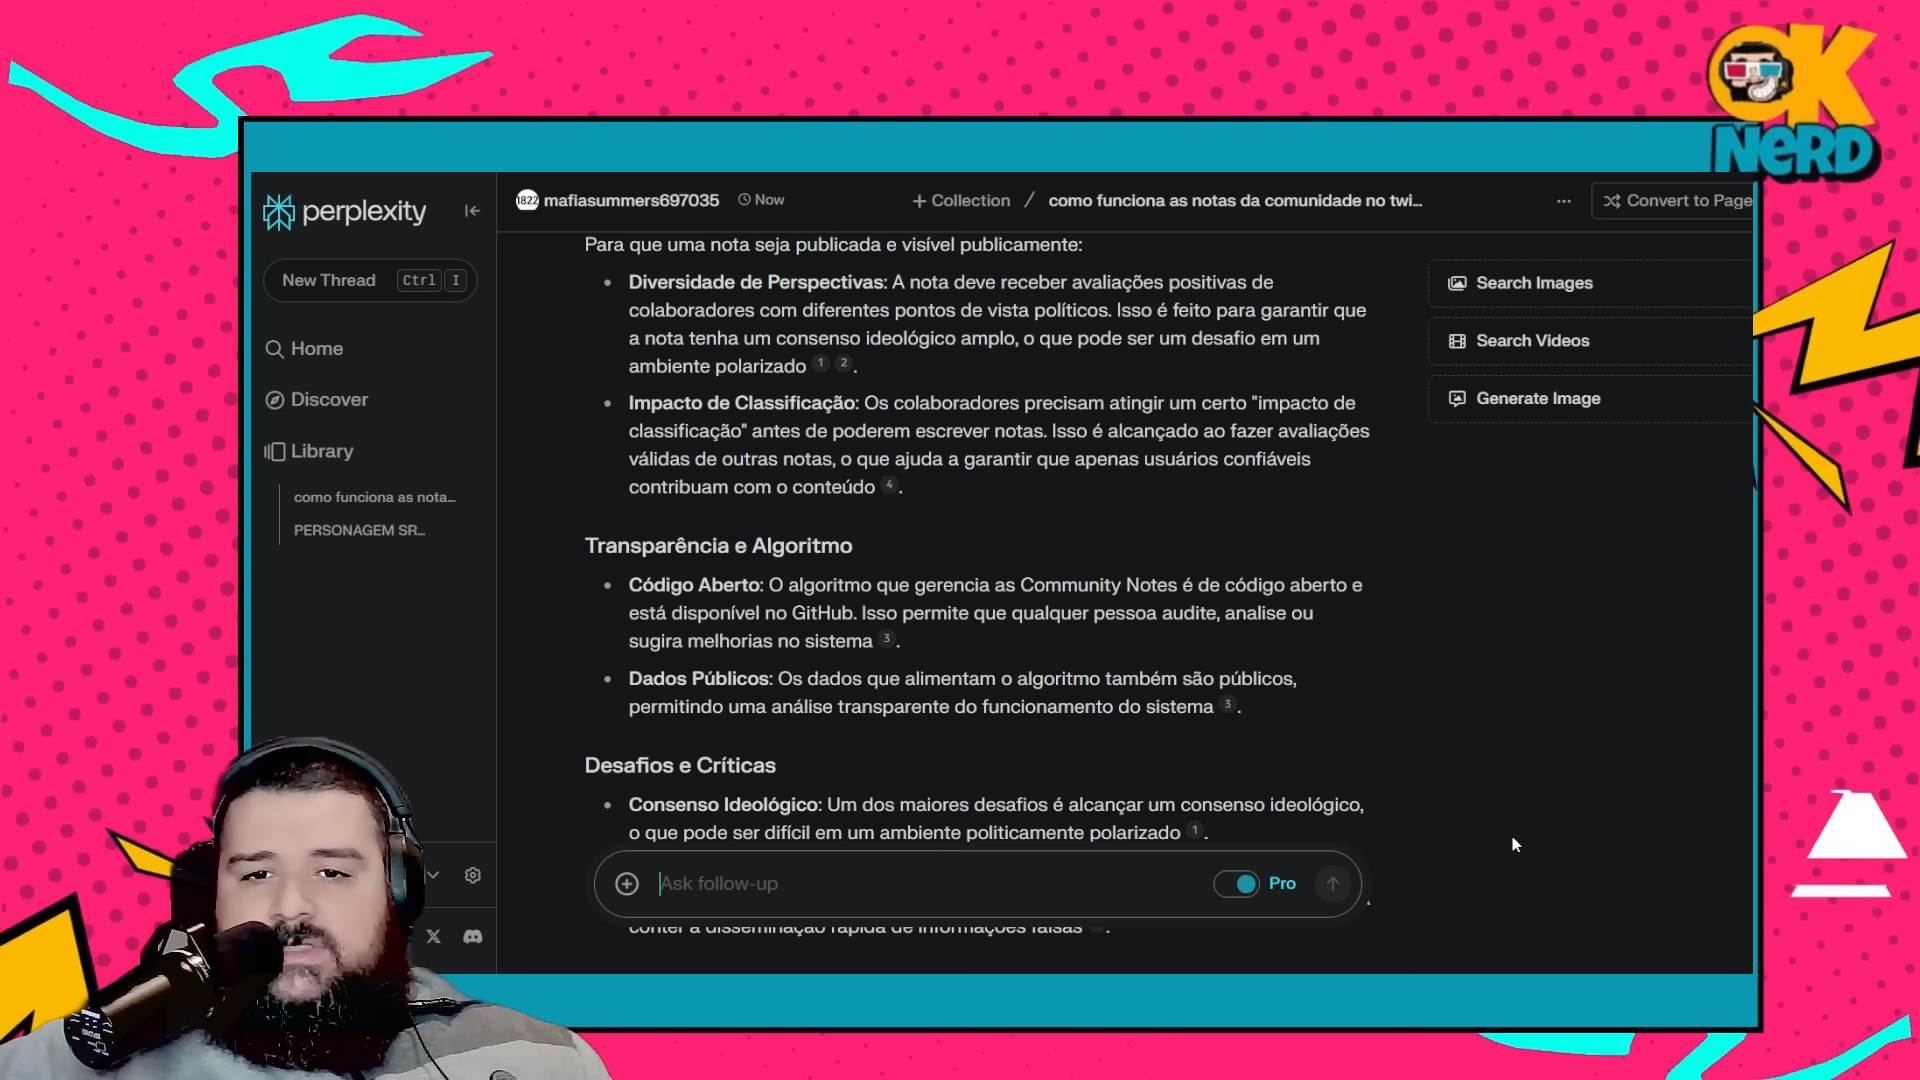 OK
NeRD
perplexity
1822 mafiasummers697035 Now
+ Collection / como funciona as notas da comunidade no twi...
... Convert to Page
New Thread Ctrl I
Home
Discover
Library
como funciona as nota...
PERSONAGEM SR...
Para que uma nota seja publicada e visível publicamente:
• Diversidade de Perspectivas: A nota deve receber avaliações positivas de
colaboradores com diferentes pontos de vista políticos. Isso é feito para garantir que
a nota tenha um consenso ideológico amplo, o que pode ser um desafio em um
ambiente polarizado 1 2 .
• Impacto de Classificação: Os colaboradores precisam atingir um certo "impacto de
classificação" antes de poderem escrever notas. Isso é alcançado ao fazer avaliações
válidas de outras notas, o que ajuda a garantir que apenas usuários confiáveis
contribuam com o conteúdo 4 .
Transparência e Algoritmo
• Código Aberto: O algoritmo que gerencia as Community Notes é de código aberto e
está disponível no GitHub. Isso permite que qualquer pessoa audite, analise ou
sugira melhorias no sistema 3 .
• Dados Públicos: Os dados que alimentam o algoritmo também são públicos,
permitindo uma análise transparente do funcionamento do sistema 3 .
Desafios e Críticas
• Consenso Ideológico: Um dos maiores desafios é alcançar um consenso ideológico,
o que pode ser difícil em um ambiente politicamente polarizado 1 .
Ask follow-up Pro
conter a disseminação rápida de informações falsas .
Search Images
Search Videos
Generate Image